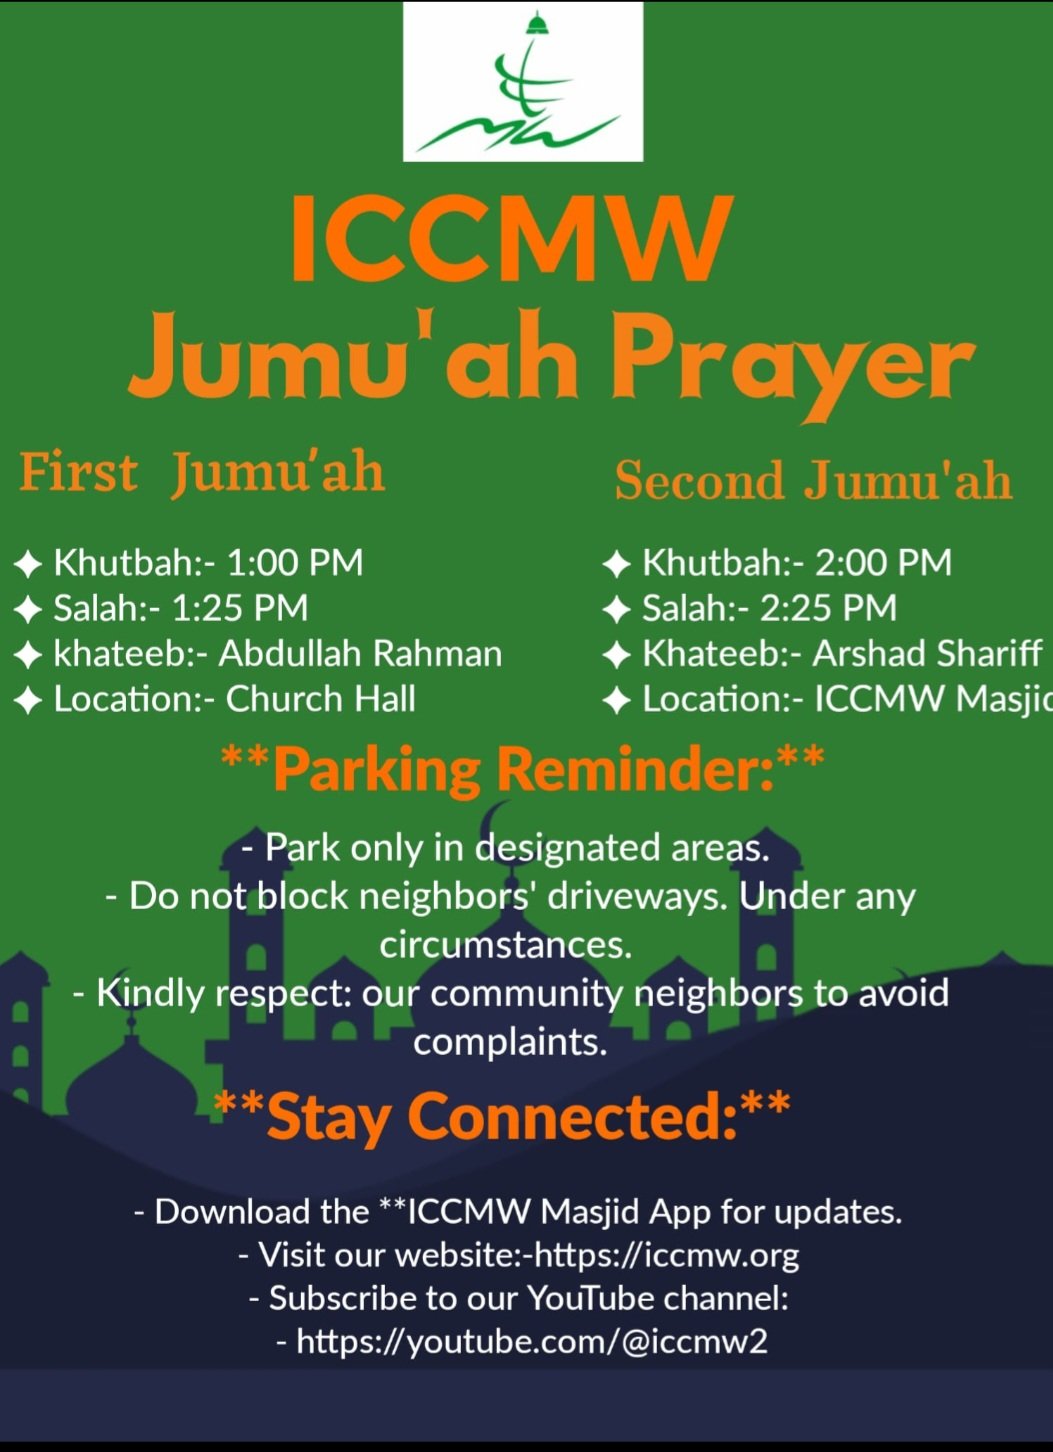 MW
ICCMW
Jumu'ah Prayer
First Jumu'ah
✦ Khutbah:- 1:00 PM
✦ Salah:- 1:25 PM
✦ khateeb:- Abdullah Rahman
✦ Location:- Church Hall
Second Jumu'ah
✦ Khutbah:- 2:00 PM
✦ Salah:- 2:25 PM
✦ Khateeb:- Arshad Shariff
✦ Location:- ICCMW Masjid
**Parking Reminder:**
- Park only in designated areas.
- Do not block neighbors' driveways. Under any
circumstances.
- Kindly respect: our community neighbors to avoid
complaints.
**Stay Connected:**
- Download the **ICCMW Masjid App for updates.
- Visit our website:-https://iccmw.org
- Subscribe to our YouTube channel:
- https://youtube.com/@iccmw2